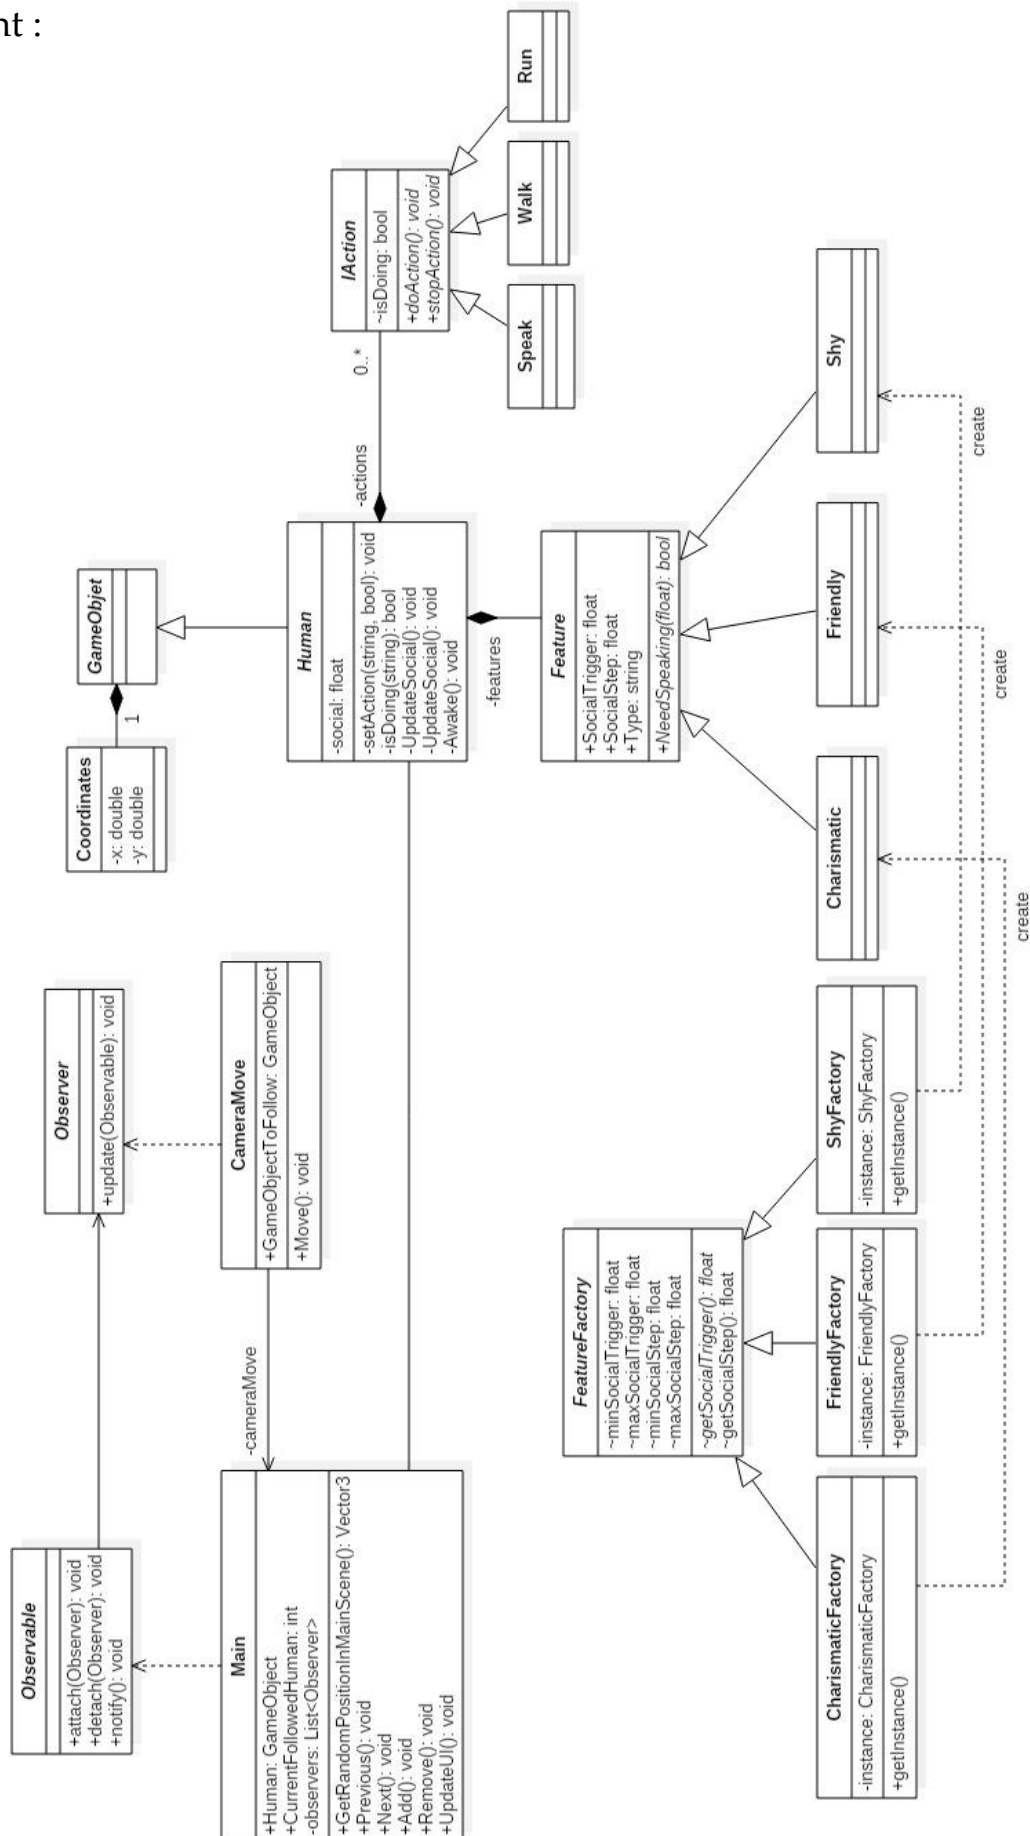 nt :
Observable
+attach(Observer): void
+detach(Observer): void
+notify(): void
Observer
+update(Observable): void
Coordinates
-x: double
-y: double
1
GameObjet
Main
+Human: GameObject
+CurrentFollowedHuman: int
-observers: List<Observer>
+GetRandomPositionInMainScene(): Vector3
+Previous(): void
+Next(): void
+Add(): void
+Remove(): void
+UpdateUI(): void
-cameraMove
CameraMove
+GameObjectToFollow: GameObject
+Move(): void
Human
-social: float
-setAction(string, bool): void
-isDoing(string): bool
-UpdateSocial(): void
-UpdateSocial(): void
-Awake(): void
-actions
0..*
IAction
~isDoing: bool
+doAction(): void
+stopAction(): void
Speak
Walk
Run
-features
Feature
+SocialTrigger: float
+SocialStep: float
+Type: string
+NeedSpeaking(float): bool
FeatureFactory
~minSocialTrigger: float
~maxSocialTrigger: float
~minSocialStep: float
~maxSocialStep: float
~getSocialTrigger(): float
~getSocialStep(): float
CharismaticFactory
-instance: CharismaticFactory
+getInstance()
FriendlyFactory
-instance: FriendlyFactory
+getInstance()
ShyFactory
-instance: ShyFactory
+getInstance()
Charismatic
Friendly
Shy
create
create
create